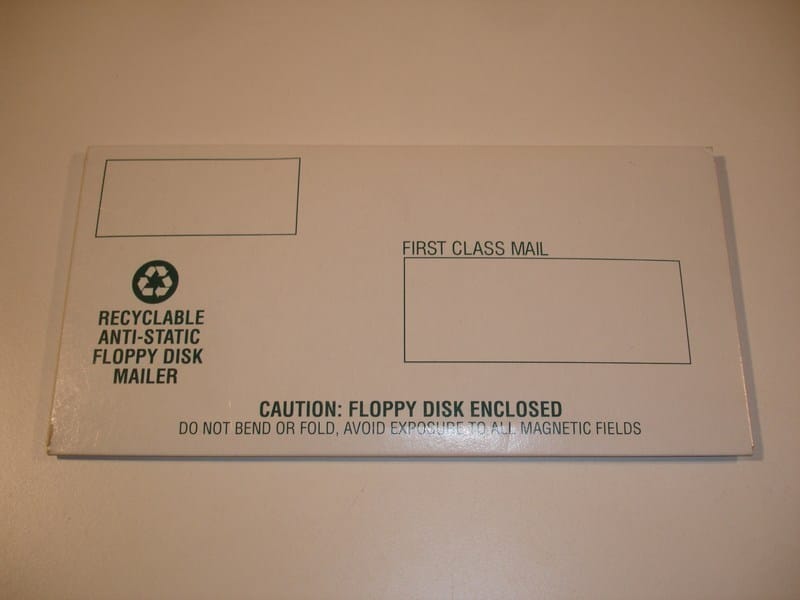 FIRST CLASS MAIL
RECYCLABLE
ANTI-STATIC
FLOPPY DISK
MAILER
CAUTION: FLOPPY DISK ENCLOSED
DO NOT BEND OR FOLD, AVOID EXPOSURE TO ALL MAGNETIC FIELDS